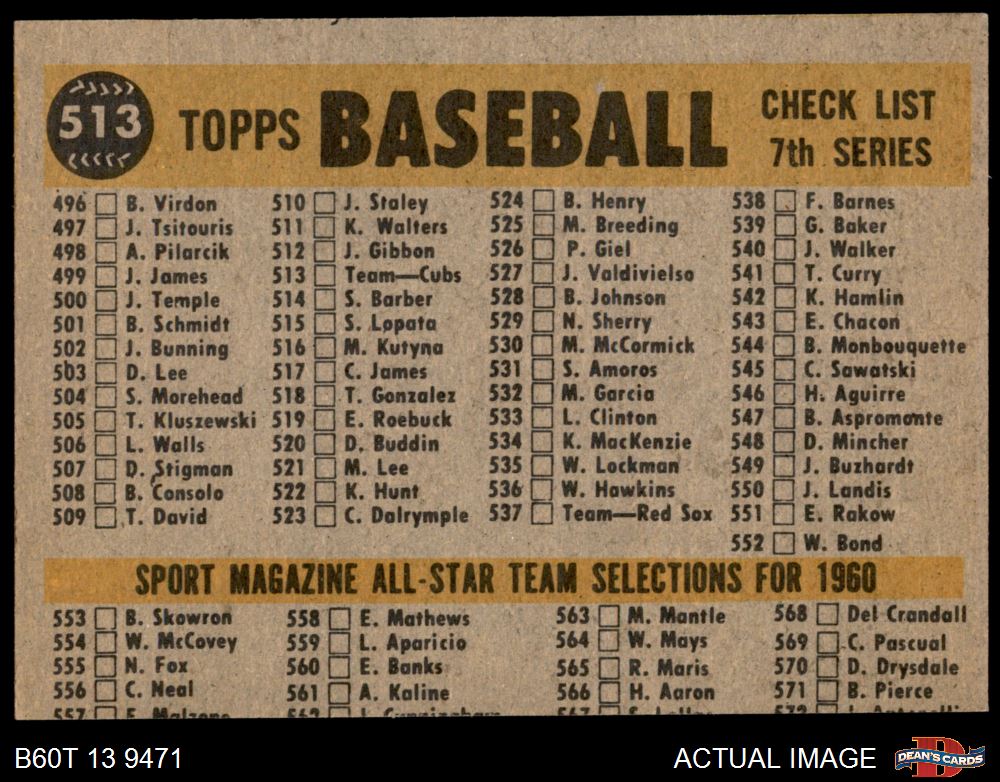 513 TOPPS BASEBALL CHECK LIST
7th SERIES
496 B. Virdon
497 J. Tsitouris
498 A. Pilarcik
499 J. James
500 J. Temple
501 B. Schmidt
502 J. Bunning
503 D. Lee
504 S. Morehead
505 T. Kluszewski
506 L. Walls
507 D. Stigman
508 B. Consolo
509 T. David
510 J. Staley
511 K. Walters
512 J. Gibbon
513 Team—Cubs
514 S. Barber
515 S. Lopata
516 M. Kutyna
517 C. James
518 T. Gonzalez
519 E. Roebuck
520 D. Buddin
521 M. Lee
522 K. Hunt
523 C. Dalrymple
524 B. Henry
525 M. Breeding
526 P. Giel
527 J. Valdivielso
528 B. Johnson
529 N. Sherry
530 M. McCormick
531 S. Amoros
532 M. Garcia
533 L. Clinton
534 K. MacKenzie
535 W. Lockman
536 W. Hawkins
537 Team—Red Sox
538 F. Barnes
539 G. Baker
540 J. Walker
541 T. Curry
542 K. Hamlin
543 E. Chacon
544 B. Monbouquette
545 C. Sawatski
546 H. Aguirre
547 B. Aspromonte
548 D. Mincher
549 J. Buzhardt
550 J. Landis
551 E. Rakow
552 W. Bond
SPORT MAGAZINE ALL-STAR TEAM SELECTIONS FOR 1960
553 B. Skowron
554 W. McCovey
555 N. Fox
556 C. Neal
557 F. Malzone
558 E. Mathews
559 L. Aparicio
560 E. Banks
561 A. Kaline
562 J. Cunningham
563 M. Mantle
564 W. Mays
565 R. Maris
566 H. Aaron
567 S. Lollar
568 Del Crandall
569 C. Pascual
570 D. Drysdale
571 B. Pierce
572 J. Antonelli
B60T 13 9471
ACTUAL IMAGE
D
DEAN'S CARDS